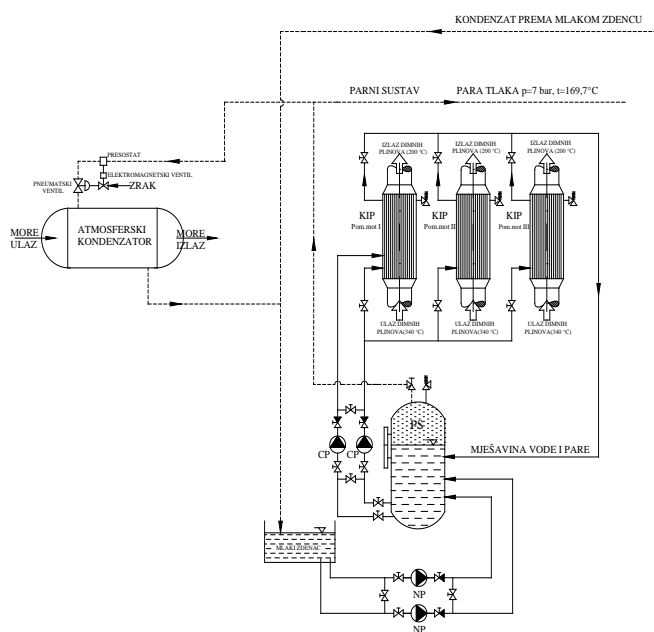 KONDENZAT PREMA MLAKOM ZDENCU
PARNI SUSTAV
PARA TLAKA p=7 bar, t=169,7°C
PRESOSTAT
ELEKTROMAGNETSKI VENTIL
PNEUMATSKI
VENTIL
ZRAK
MORE
ULAZ
ATMOSFERSKI
KONDENZATOR
MORE
IZLAZ
IZLAZ DIMNIH
PLINOVA (200 °C)
IZLAZ DIMNIH
PLINOVA (200 °C)
IZLAZ DIMNIH
PLINOVA (200 °C)
KIP
Pom.mot I
KIP
Pom.mot II
KIP
Pom.mot III
ULAZ DIMNIH
PLINOVA(340 °C)
ULAZ DIMNIH
PLINOVA(340 °C)
ULAZ DIMNIH
PLINOVA(340 °C)
PS
CP
CP
MJEŠAVINA VODE I PARE
MLAKI ZDENAC
NP
NP